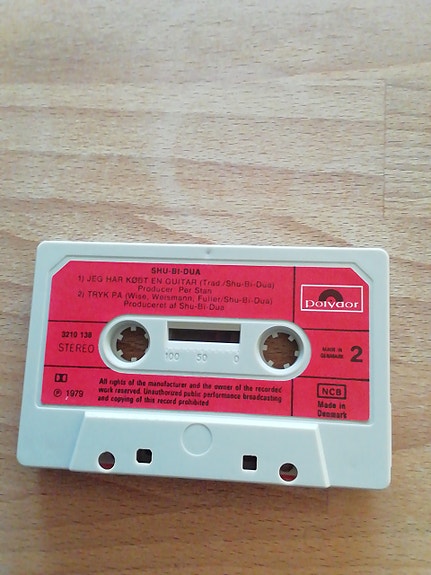 SHU-BI-DUA
1) JEG HAR KØBT EN GUITAR (Trad./Shu-Bi-Dua)
Producer: Per Stan
2) TRYK PÅ (Wise, Weismann, Fuller/Shu-Bi-Dua)
Produceret af Shu-Bi-Dua
polydor
3210 138
STEREO
100 50 0
MADE IN
DENMARK
2
℗ 1979
All rights of the manufacturer and the owner of the recorded
work reserved. Unauthorized public performance broadcasting
and copying of this record prohibited
NCB
Made in
Denmark